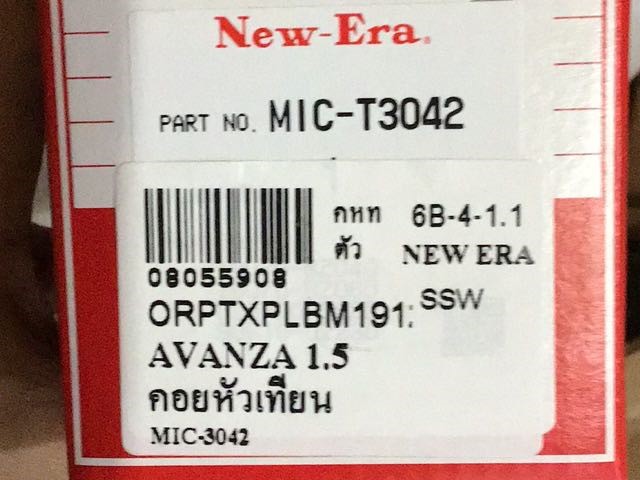 New-Era®
PART NO. MIC-T3042
กหท 6B-4-1.1
ตัว NEW ERA
08055908
ORPTXPLBM191: SSW
AVANZA 1.5
คอยหัวเทียน
MIC-3042